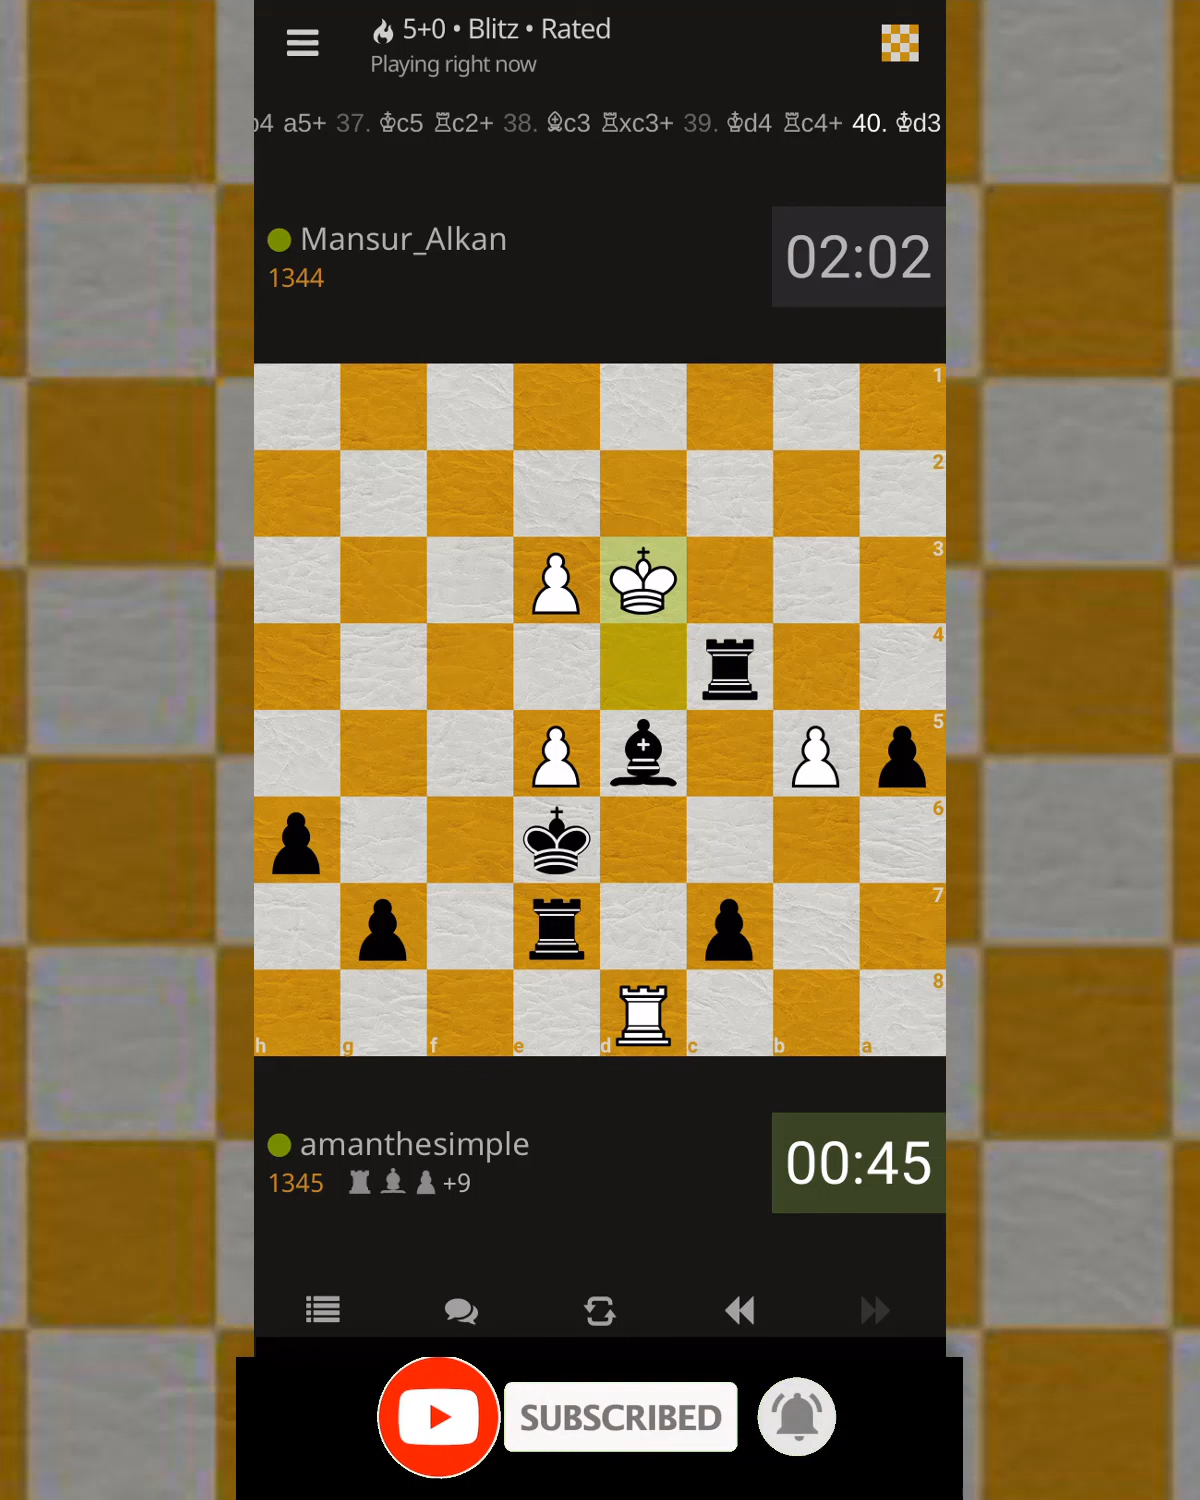 5+0 • Blitz • Rated
Playing right now
4 a5+ 37. ♔c5 ♖c2+ 38. ♗c3 ♖xc3+ 39. ♔d4 ♖c4+ 40. ♔d3
Mansur_Alkan
1344
02:02
1
2
3
4
5
6
7
8
h g f e d c b a
amanthesimple
1345 +9
00:45
SUBSCRIBED